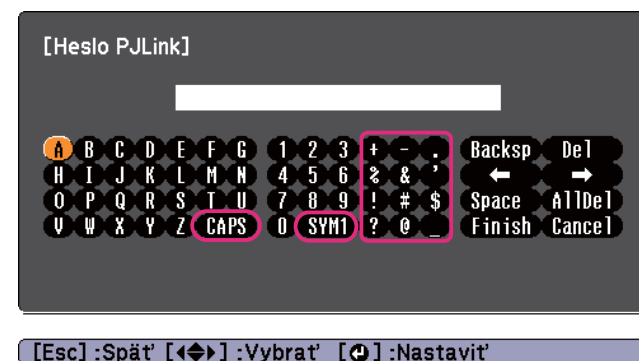 [Heslo PJLink]
A B C D E F G 1 2 3 + - . Backsp Del
H I J K L M N 4 5 6 % & ' ← →
O P Q R S T U 7 8 9 ! # $ Space AllDel
V W X Y Z CAPS 0 SYM1 ? @ _ Finish Cancel
[Esc] :Späť [◀◆▶] :Vybrať [⏎] :Nastaviť